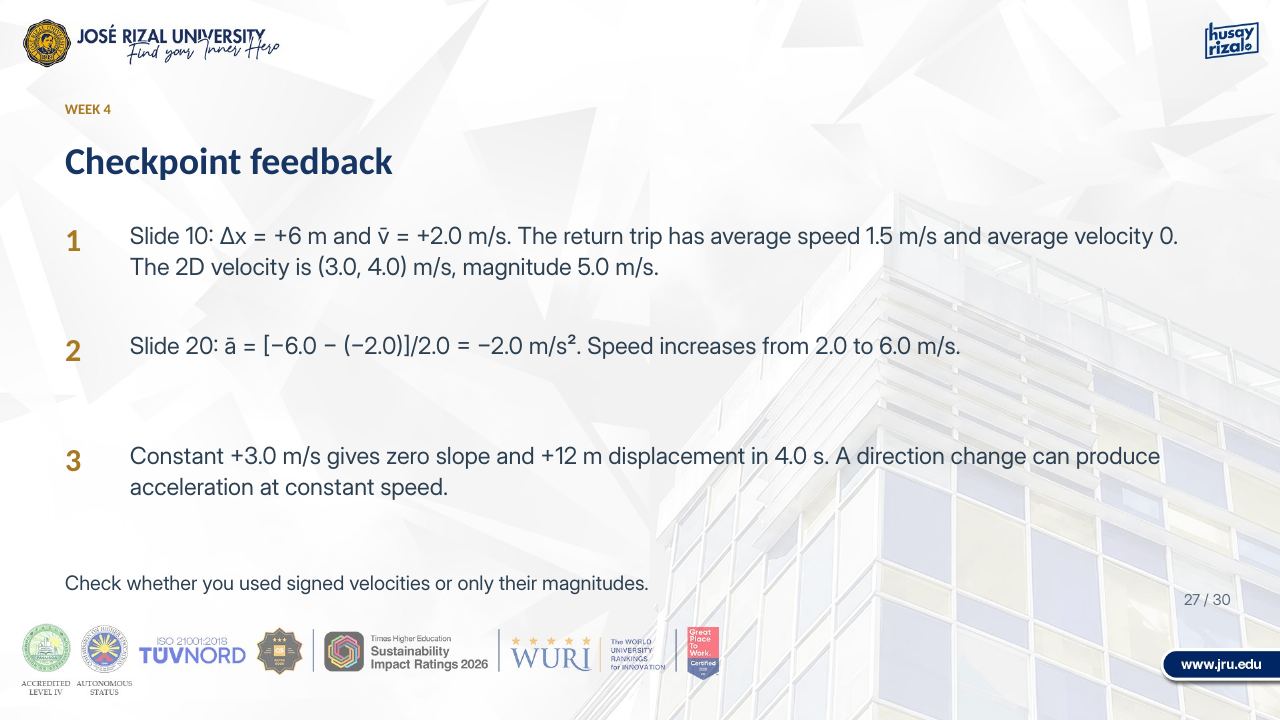 JOSÉ RIZAL UNIVERSITY
Find your Inner Hero
husay
rizal
WEEK 4
Checkpoint feedback
1 Slide 10: Δx = +6 m and v̄ = +2.0 m/s. The return trip has average speed 1.5 m/s and average velocity 0.
The 2D velocity is (3.0, 4.0) m/s, magnitude 5.0 m/s.
2 Slide 20: ā = [−6.0 − (−2.0)]/2.0 = −2.0 m/s². Speed increases from 2.0 to 6.0 m/s.
3 Constant +3.0 m/s gives zero slope and +12 m displacement in 4.0 s. A direction change can produce
acceleration at constant speed.
Check whether you used signed velocities or only their magnitudes.
27 / 30
ACCREDITED
LEVEL IV
AUTONOMOUS
STATUS
ISO 21001:2018
TÜVNORD
Times Higher Education
Sustainability
Impact Ratings 2026
WURI
The WORLD
UNIVERSITY
RANKINGS
for INNOVATION
Great
Place
To
Work.
Certified
www.jru.edu